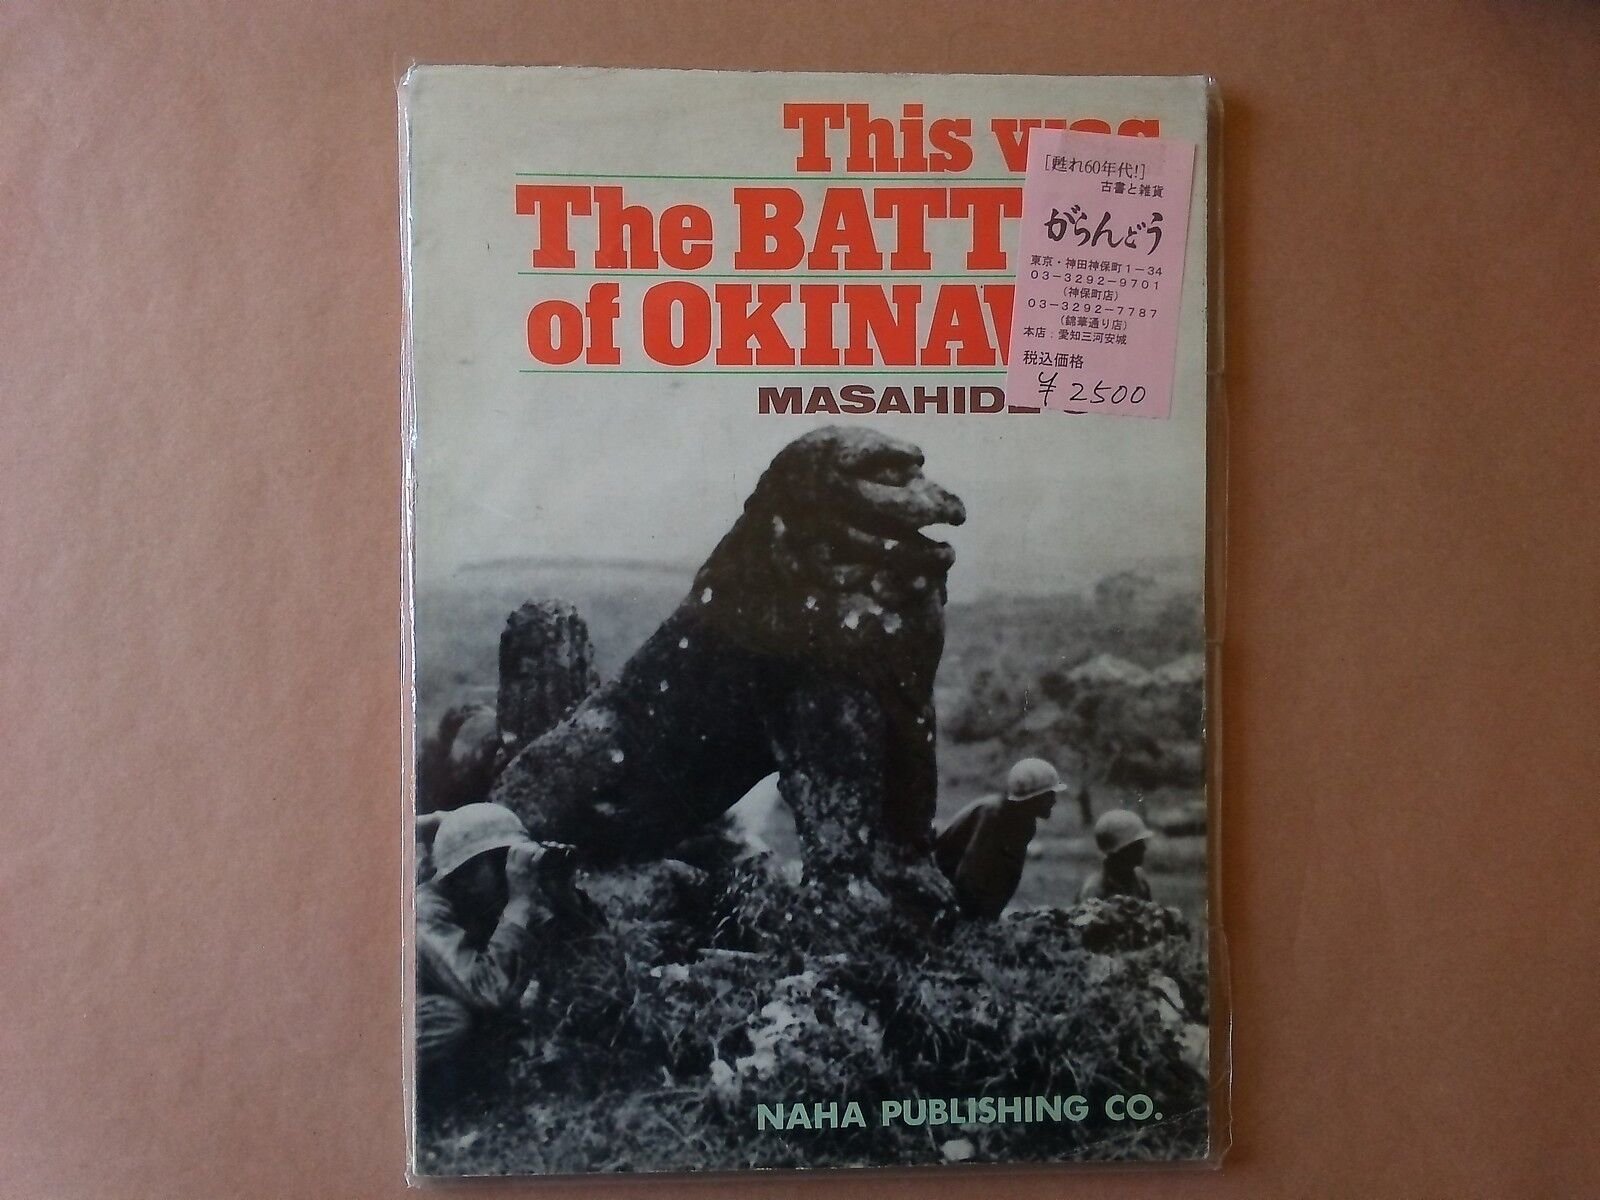 This was
The BATT
of OKINAW
MASAHIDE
[甦れ60年代!]
古書と雑貨
がらんどう
東京・神田神保町1-34
03-3292-9701
(神保町店)
03-3292-7787
(錦華通り店)
本店:愛知三河安城
税込価格
¥2500
NAHA PUBLISHING CO.